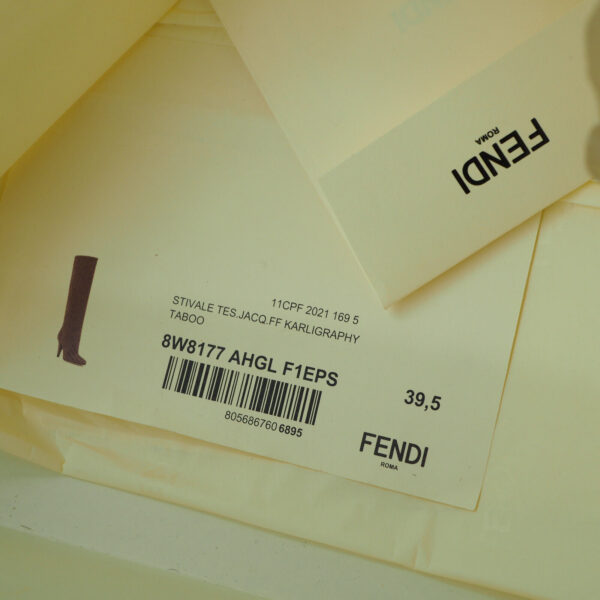 FENDI
ROMA
11CPF 2021 169 5
STIVALE TES.JACQ.FF KARLIGRAPHY
TABOO
8W8177 AHGL F1EPS
39,5
8056867606895
FENDI
ROMA